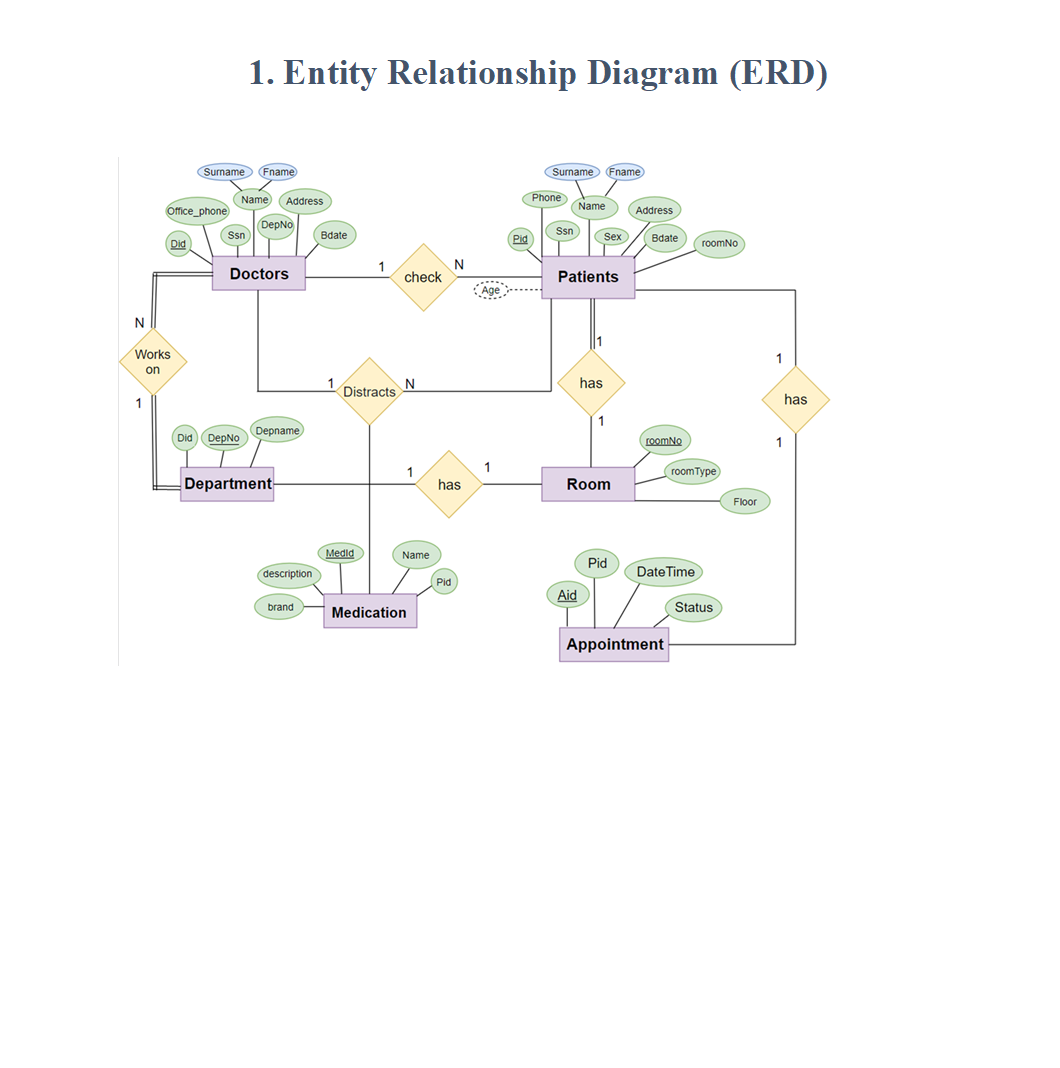 1. Entity Relationship Diagram (ERD)
Surname
Fname
Surname
Fname
Office_phone
Name
Address
Phone
Name
Address
Did
Ssn
DepNo
Bdate
Pid
Ssn
Sex
Bdate
roomNo
Doctors
1
check
N
Patients
Age
N
Works
on
1
1
Distracts
N
1
has
1
1
has
1
Did
DepNo
Depname
roomNo
roomType
Floor
Department
1
has
1
Room
MedId
Name
description
Pid
brand
Medication
Pid
DateTime
Aid
Status
Appointment